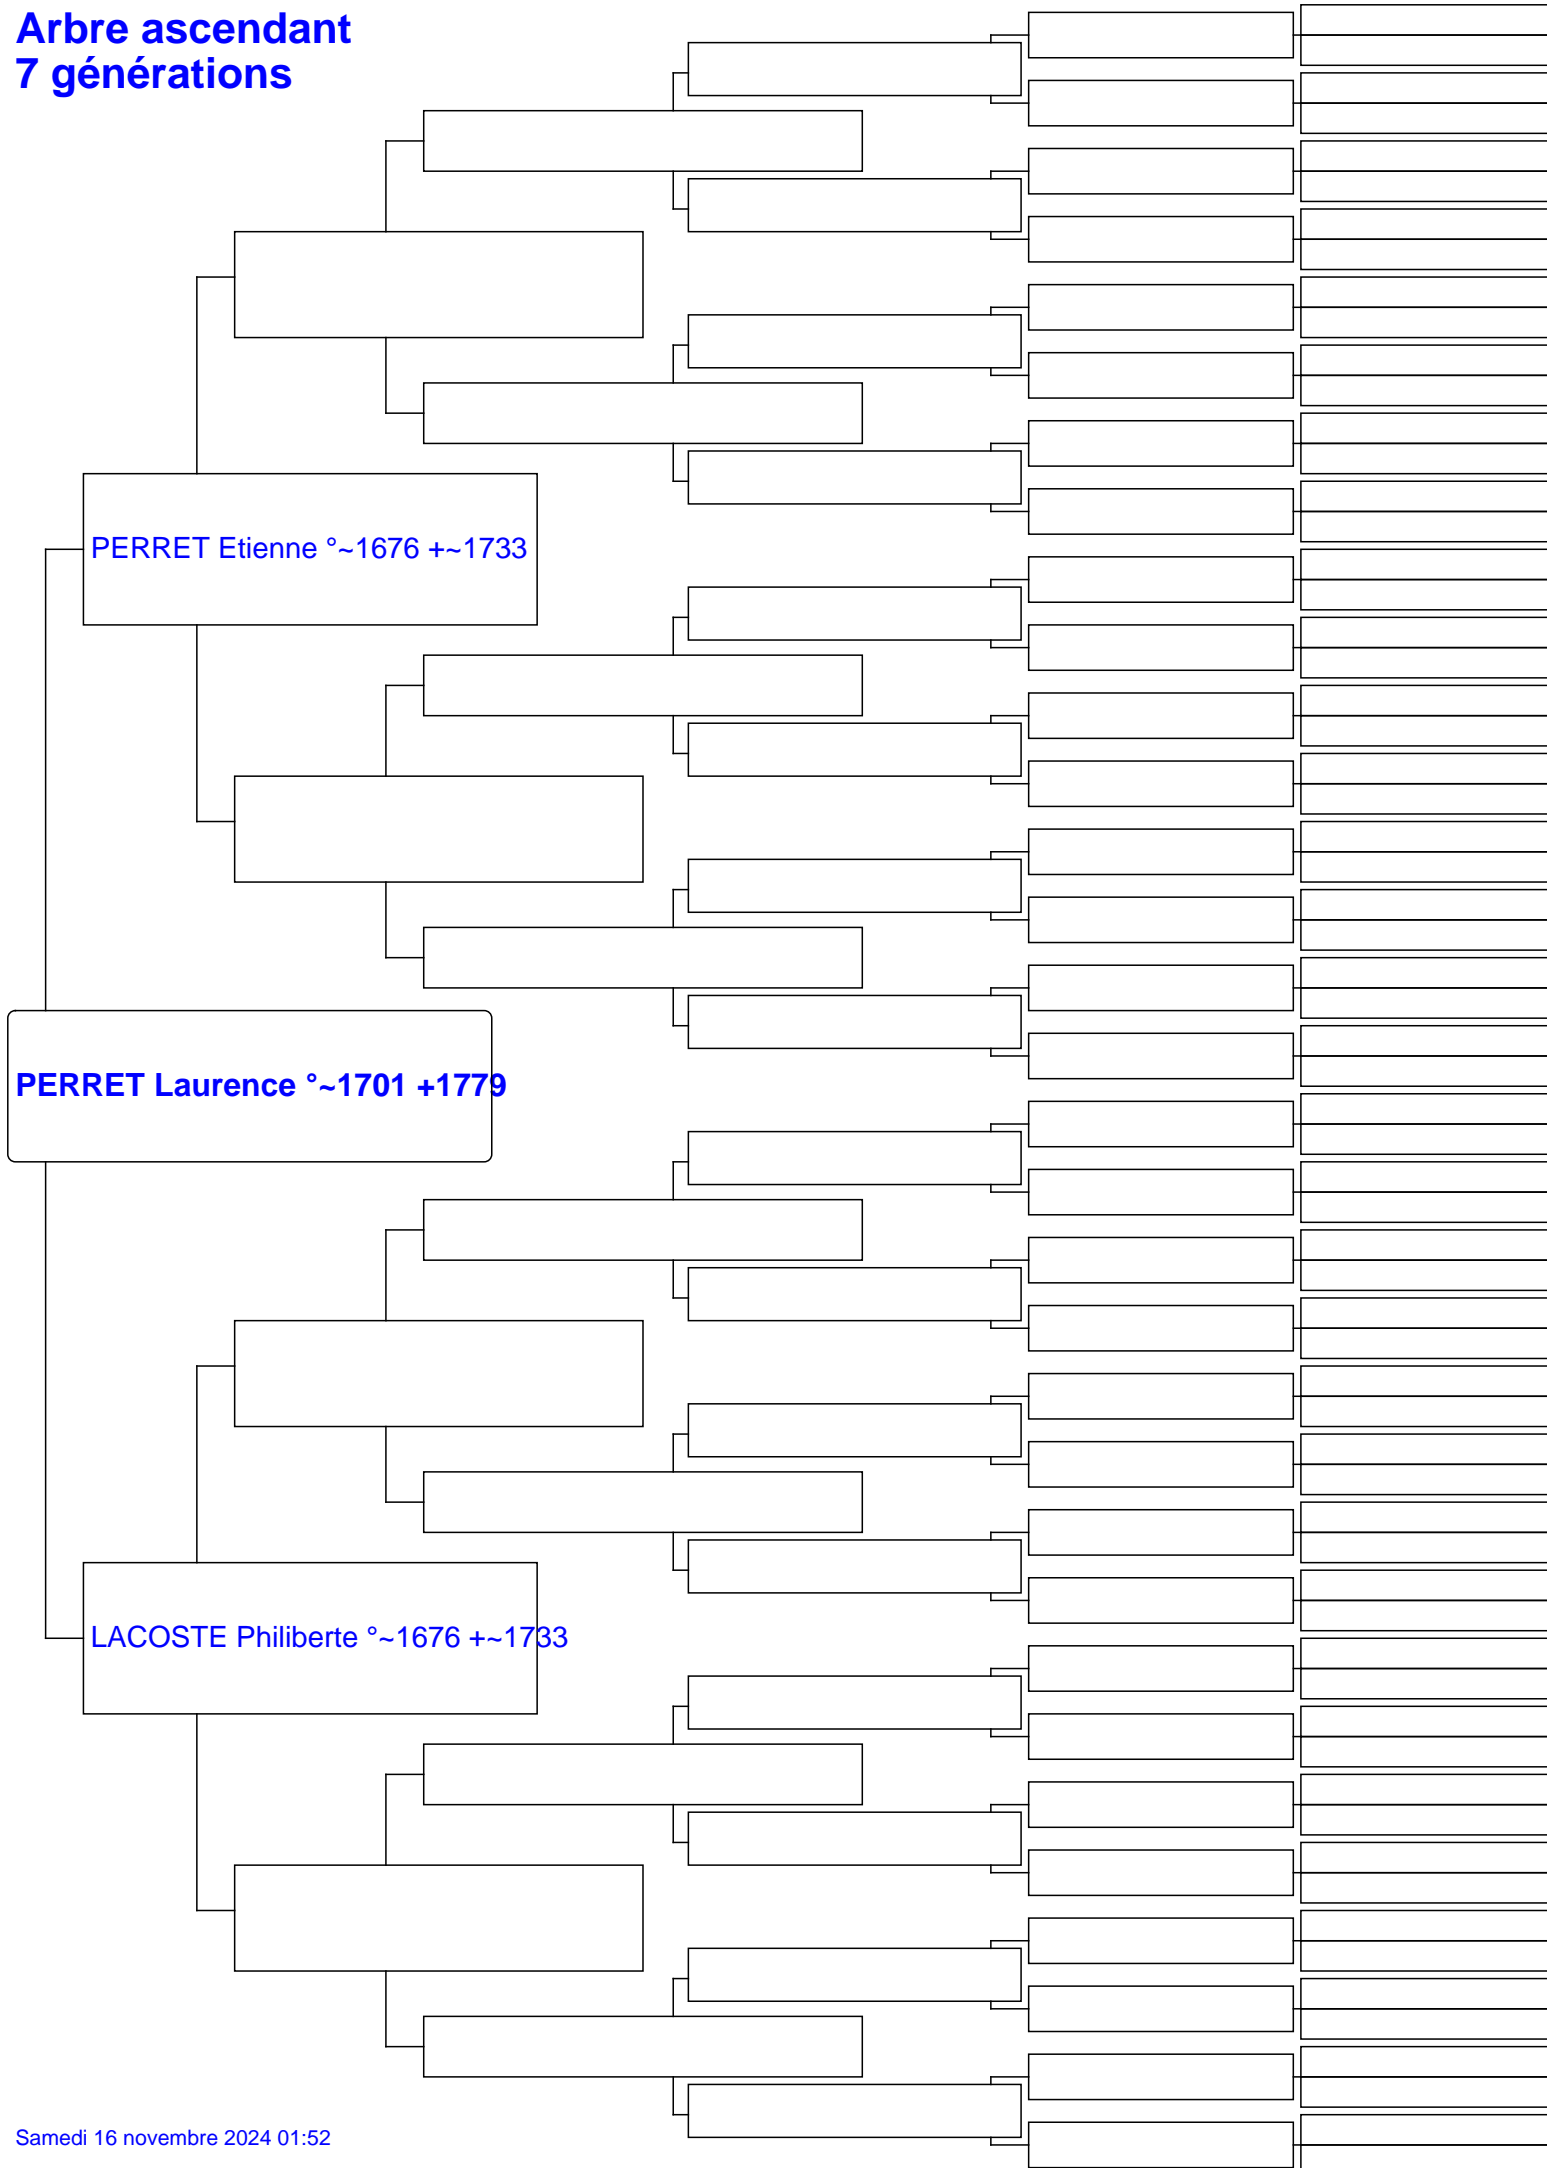 Arbre ascendant
7 générations
PERRET Etienne °~1676 +~1733
PERRET Laurence °~1701 +1779
LACOSTE Philiberte °~1676 +~1733
Samedi 16 novembre 2024 01:52